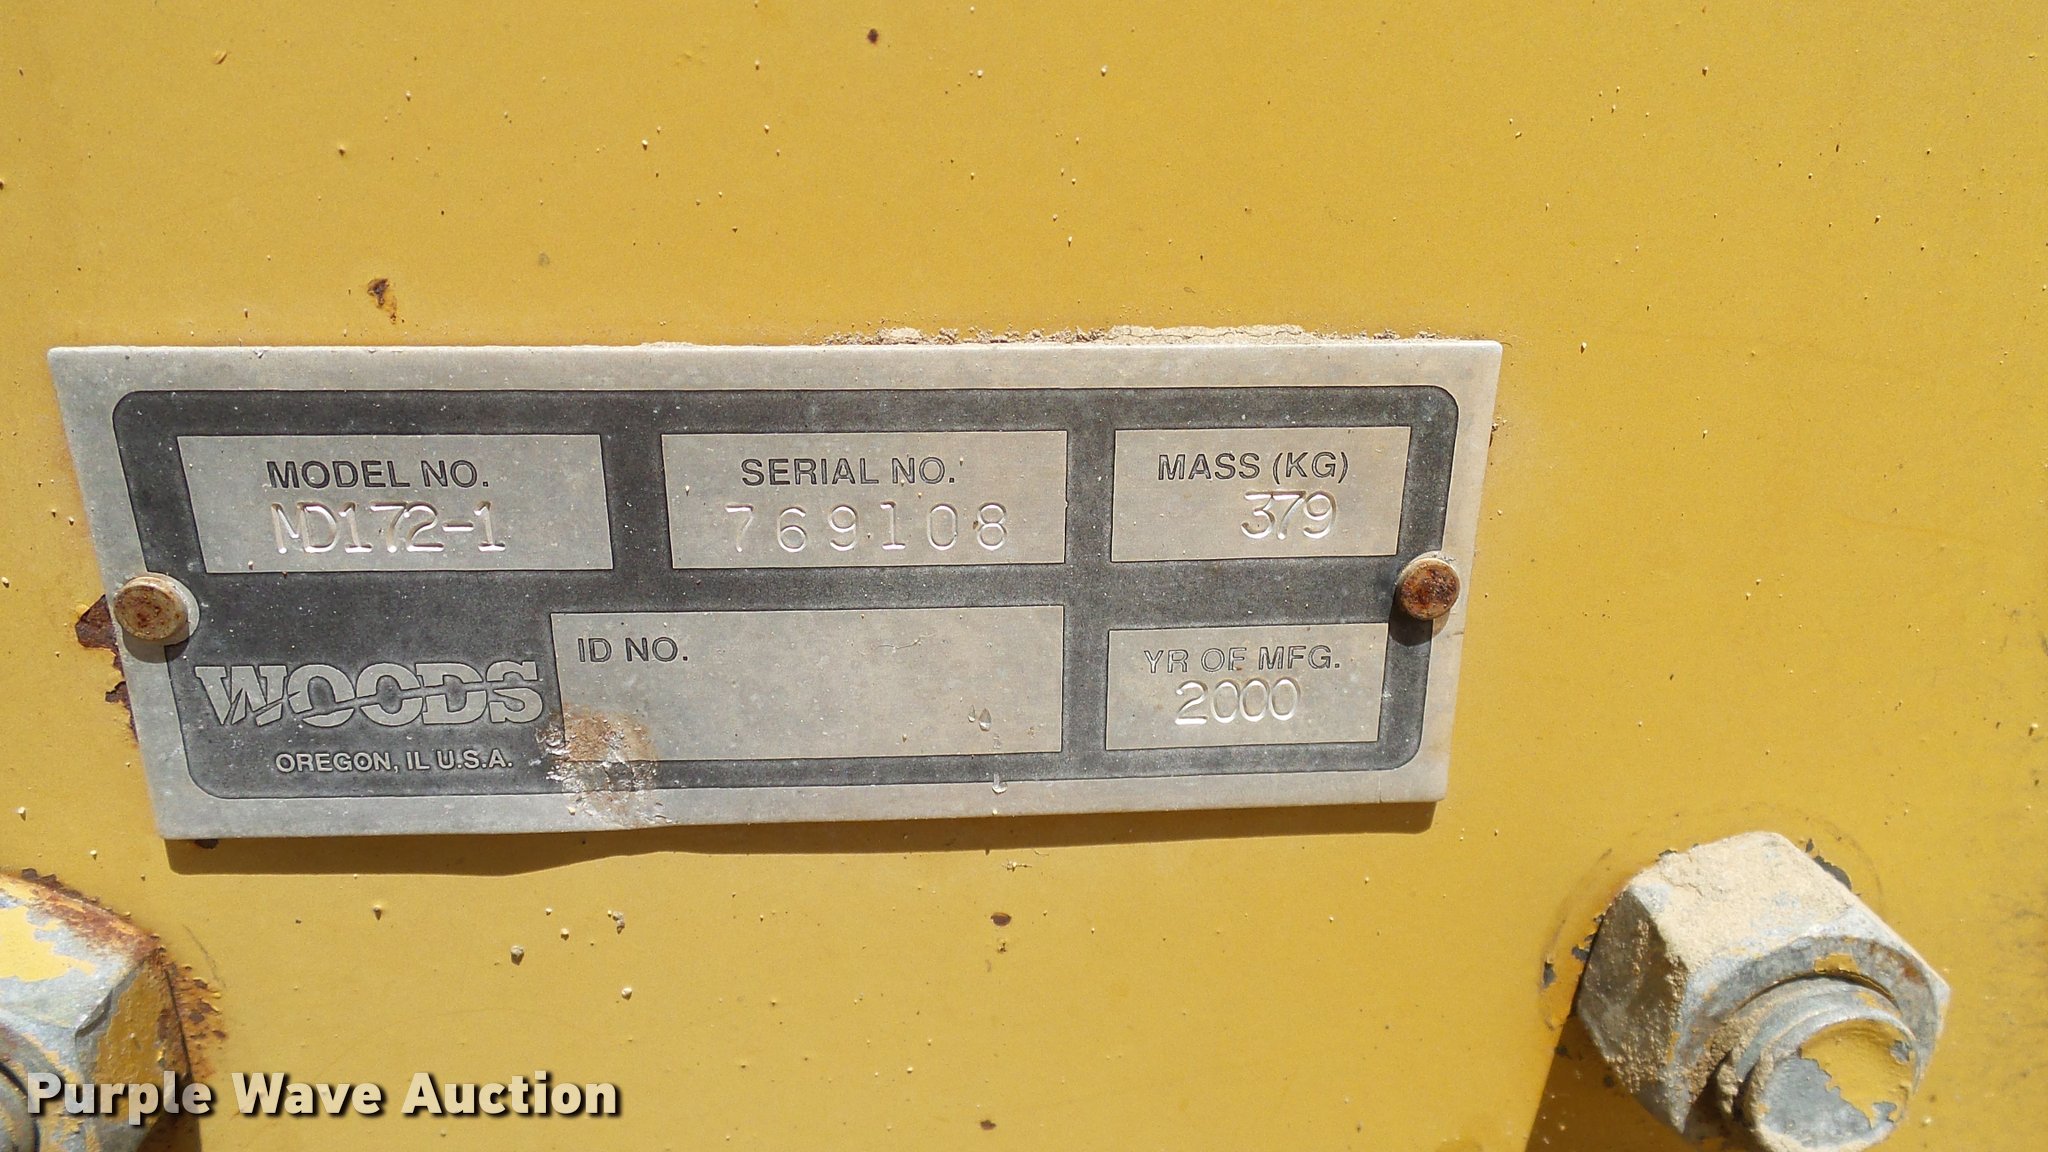 MODEL NO.
MD172-1
SERIAL NO.
769108
MASS (KG)
379
WOODS
OREGON, IL U.S.A.
ID NO.
YR OF MFG.
2000
Purple Wave Auction